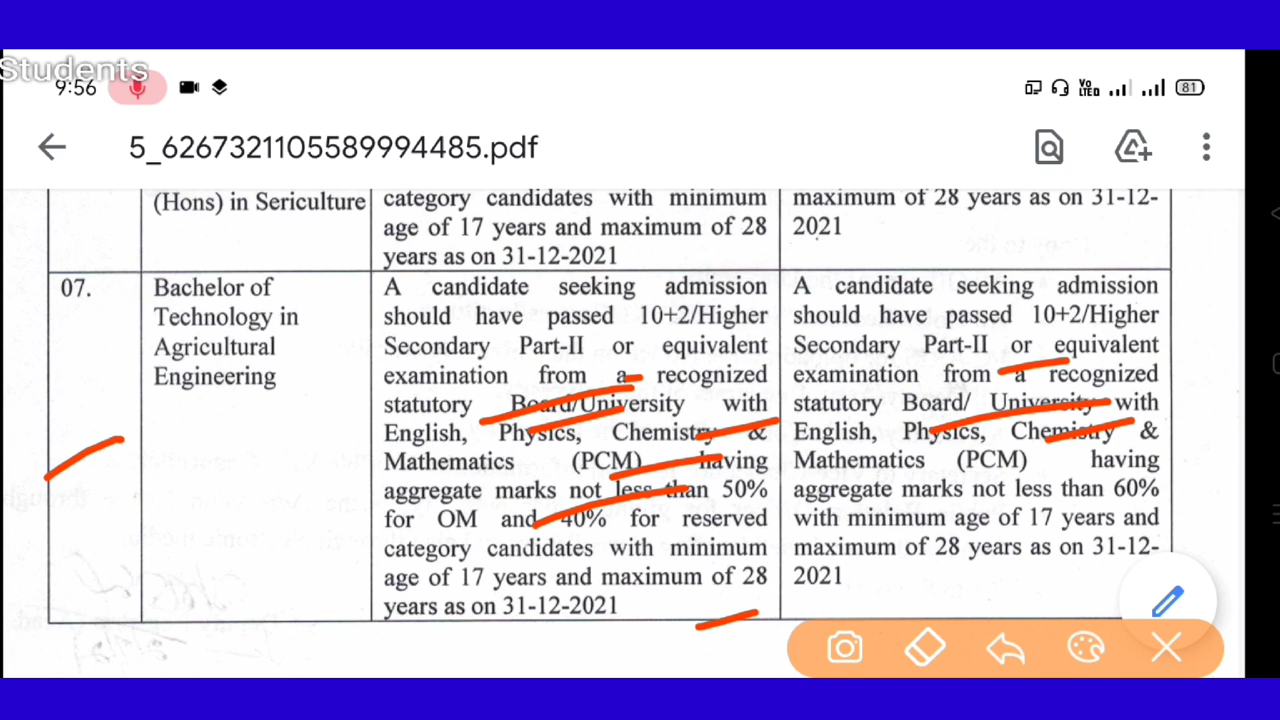 Students
9:56
Vo
LTED
81
5_6267321105589994485.pdf
(Hons) in Sericulture
category candidates with minimum
age of 17 years and maximum of 28
years as on 31-12-2021
maximum of 28 years as on 31-12-
2021
07.
Bachelor of
Technology in
Agricultural
Engineering
A candidate seeking admission
should have passed 10+2/Higher
Secondary Part-II or equivalent
examination from a recognized
statutory Board/University with
English, Physics, Chemistry &
Mathematics (PCM) having
aggregate marks not less than 50%
for OM and 40% for reserved
category candidates with minimum
age of 17 years and maximum of 28
years as on 31-12-2021
A candidate seeking admission
should have passed 10+2/Higher
Secondary Part-II or equivalent
examination from a recognized
statutory Board/ University with
English, Physics, Chemistry &
Mathematics (PCM) having
aggregate marks not less than 60%
with minimum age of 17 years and
maximum of 28 years as on 31-12-
2021